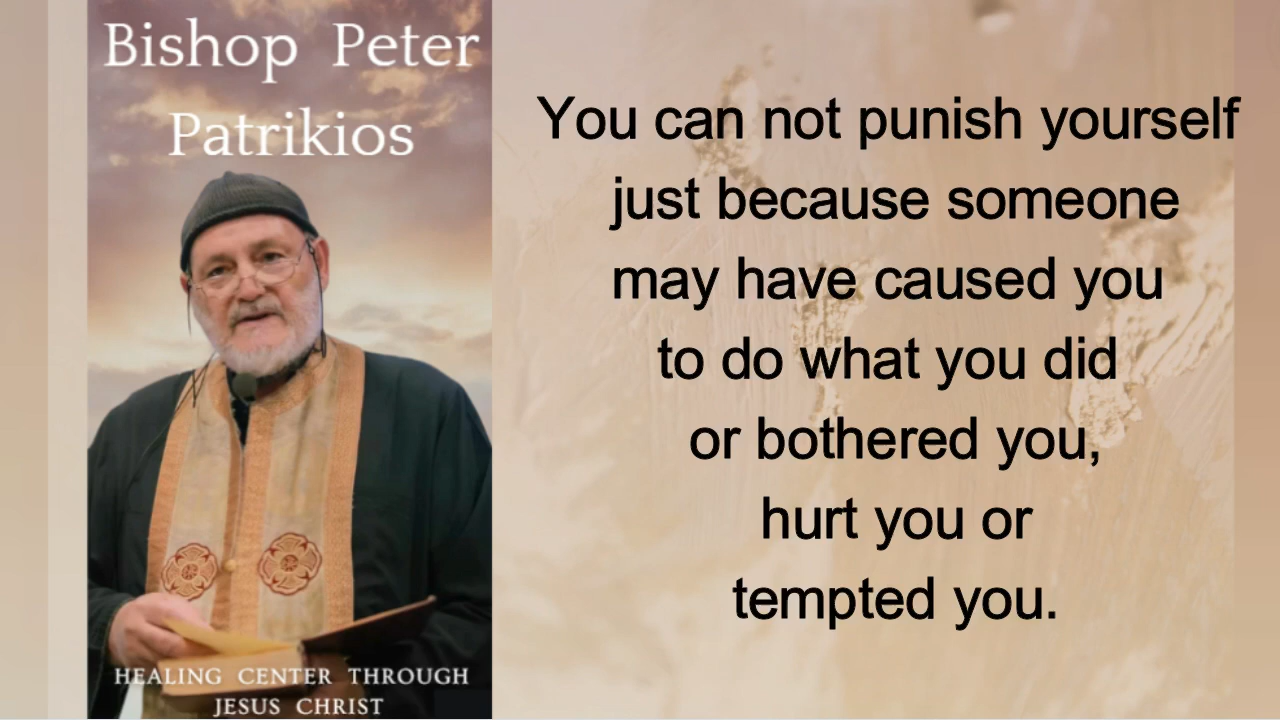 Bishop Peter
Patrikios
HEALING CENTER THROUGH
JESUS CHRIST
You can not punish yourself
just because someone
may have caused you
to do what you did
or bothered you,
hurt you or
tempted you.